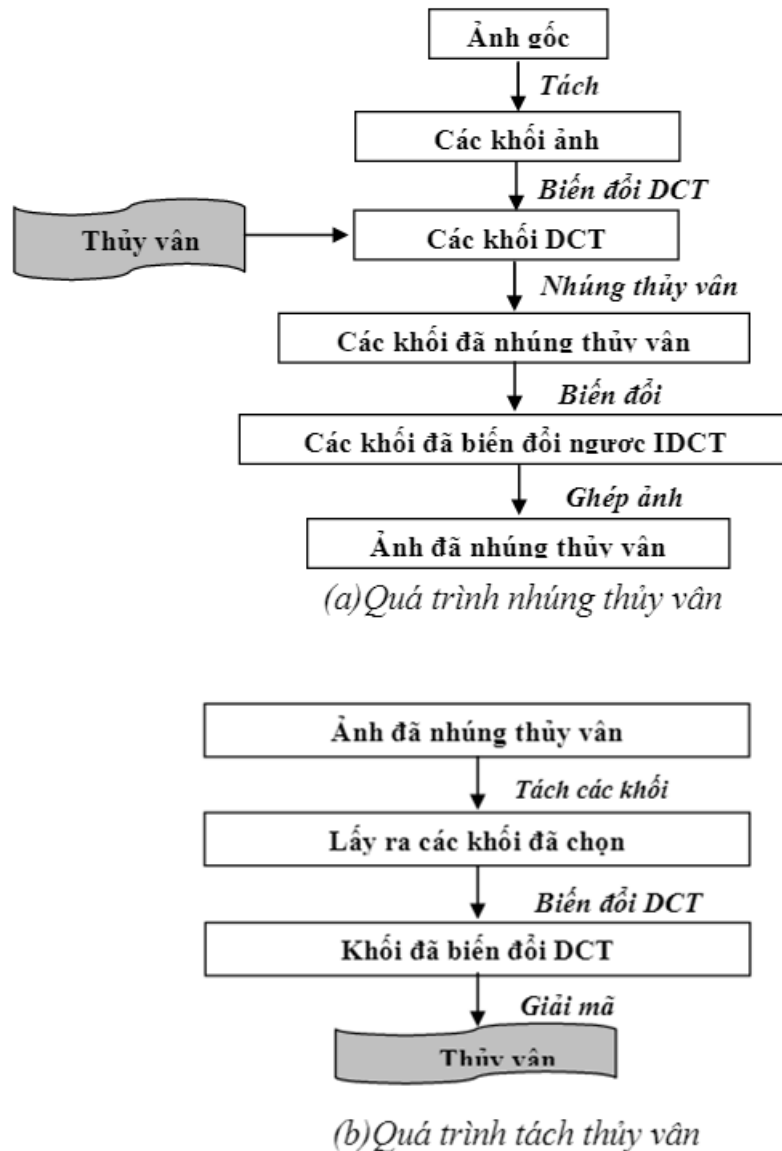 Ảnh gốc
Tách
Các khối ảnh
Biến đổi DCT
Thủy vân
Các khối DCT
Nhúng thủy vân
Các khối đã nhúng thủy vân
Biến đổi
Các khối đã biến đổi ngược IDCT
Ghép ảnh
Ảnh đã nhúng thủy vân
(a)Quá trình nhúng thủy vân
Ảnh đã nhúng thủy vân
Tách các khối
Lấy ra các khối đã chọn
Biến đổi DCT
Khối đã biến đổi DCT
Giải mã
Thủy vân
(b)Quá trình tách thủy vân